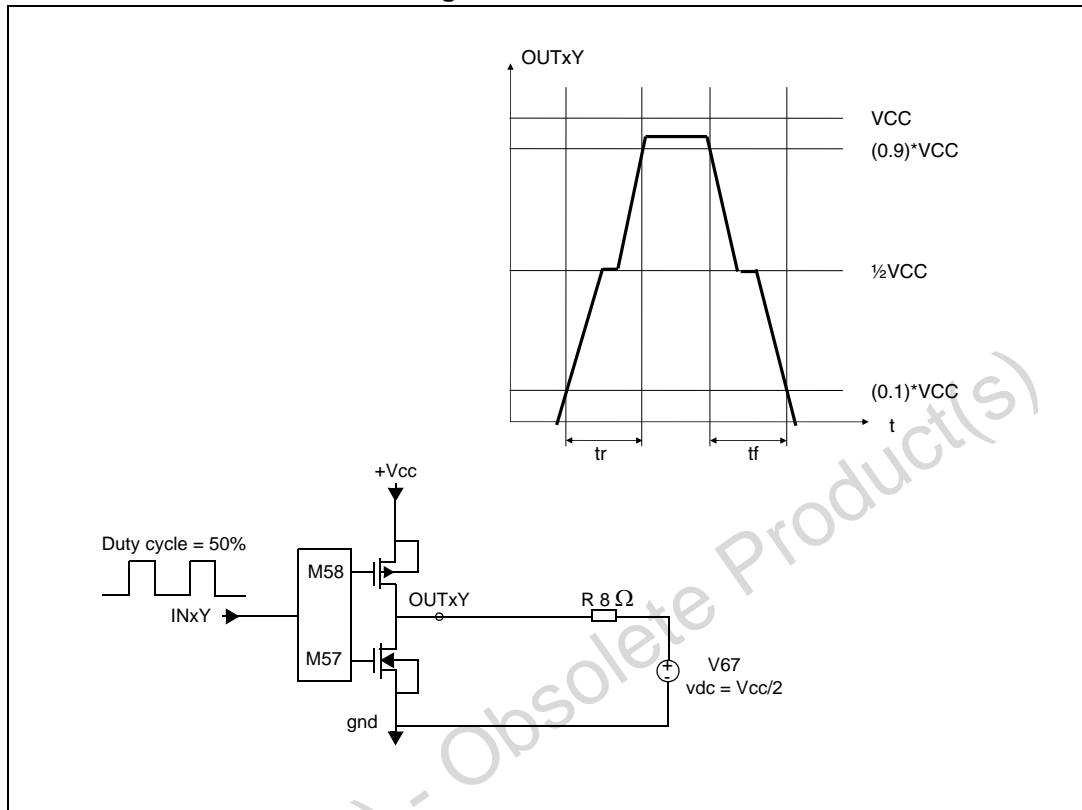 OUTxY
VCC
(0.9)*VCC
½VCC
(0.1)*VCC
t
tr
tf
+Vcc
Duty cycle = 50%
M58
OUTxY
R 8 Ω
INxY
M57
V67
vdc = Vcc/2
+
-
gnd
) - Obsolete Product(s)